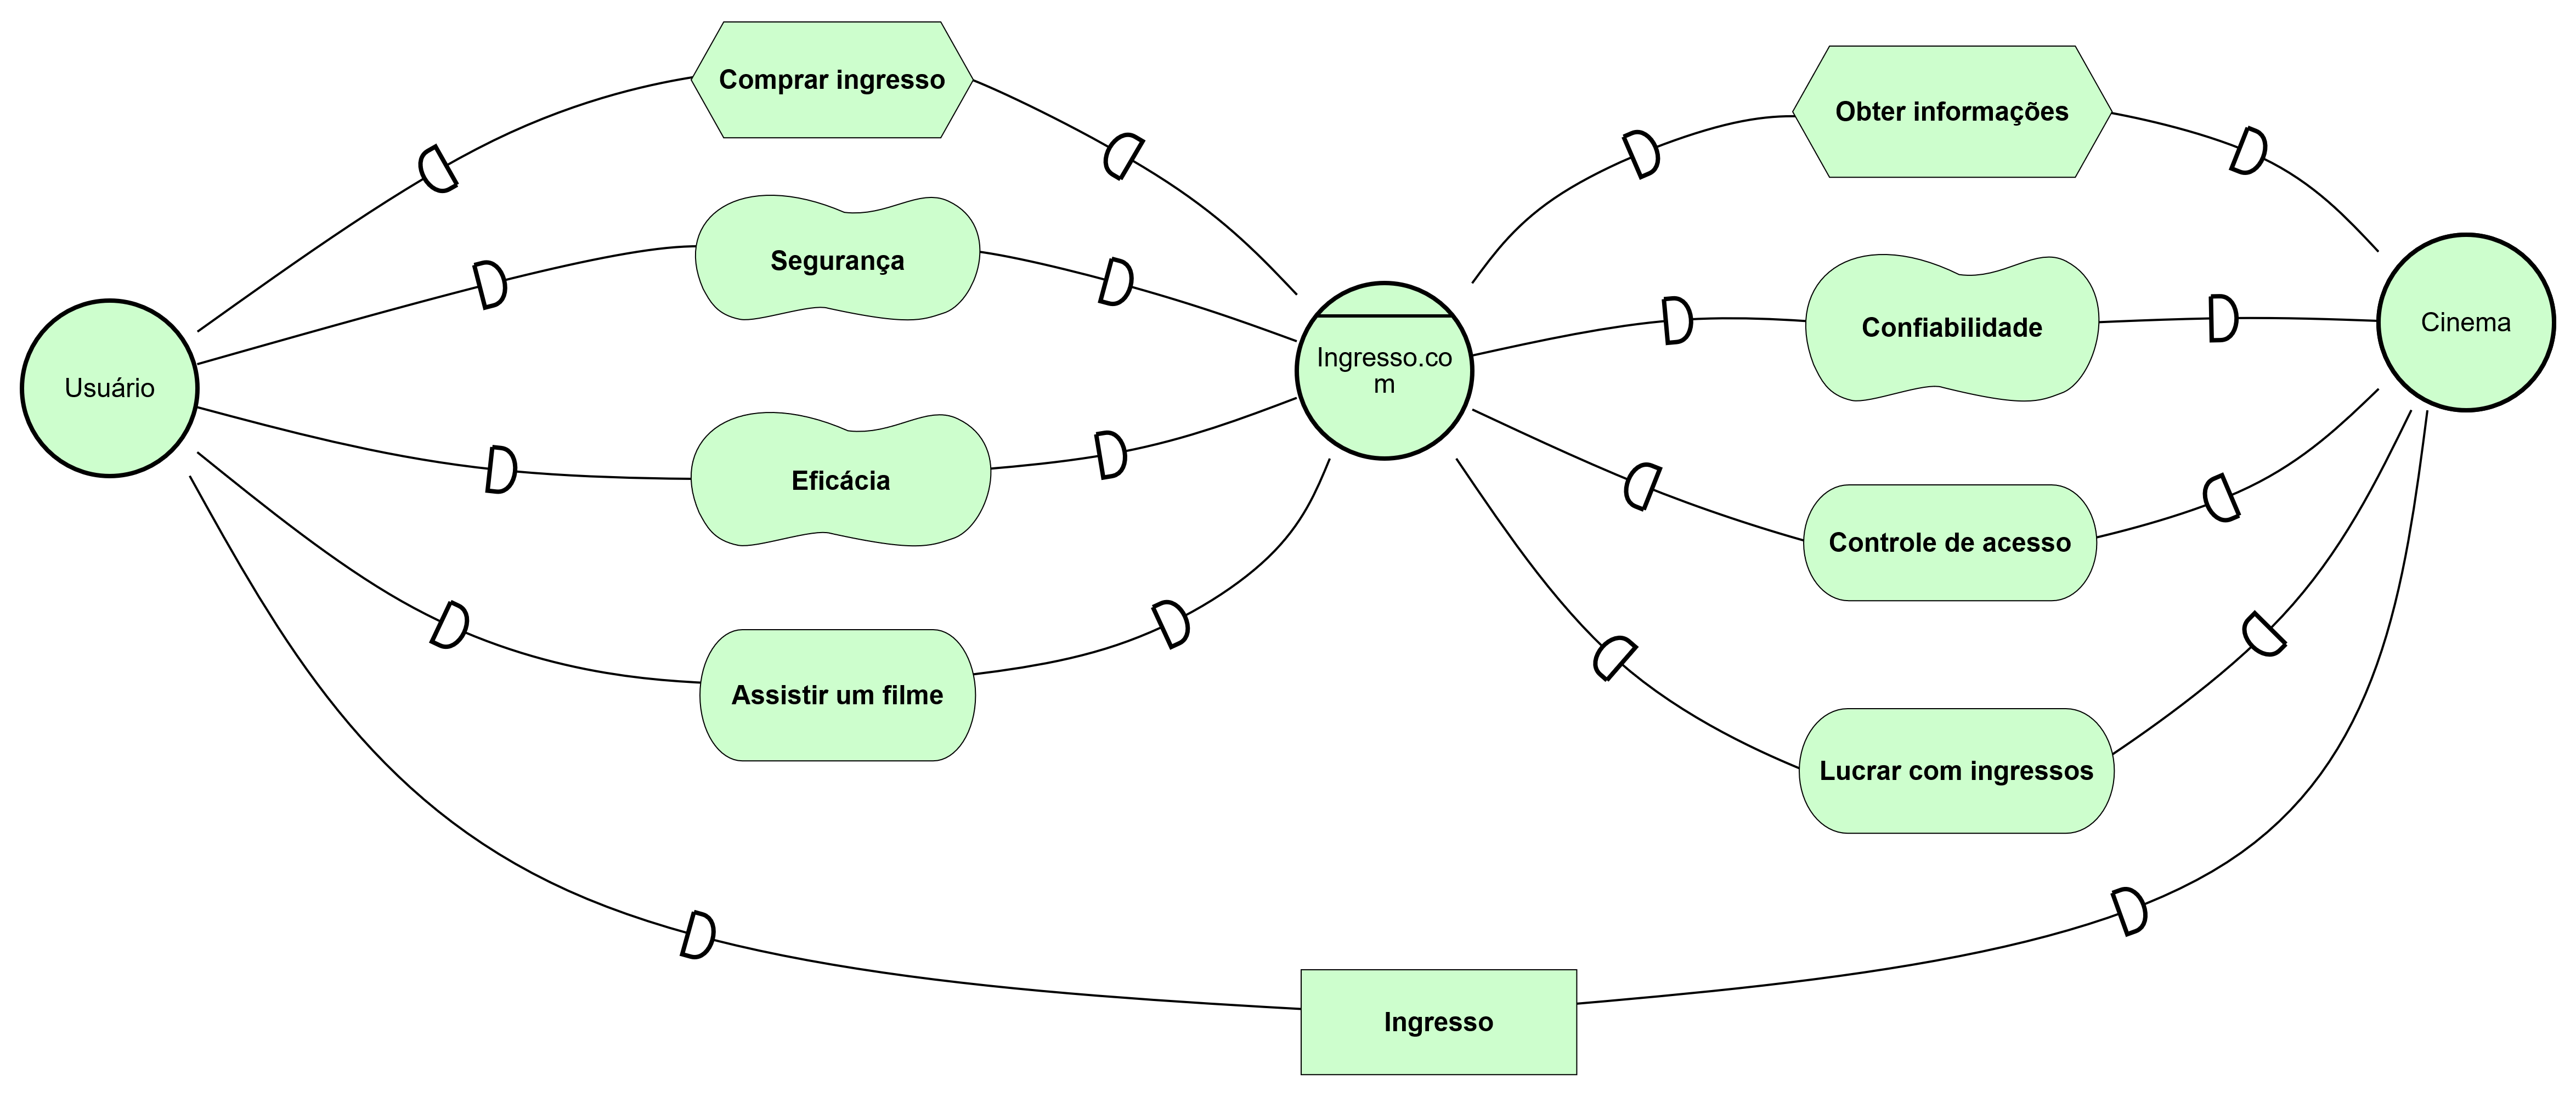 Comprar ingresso
Segurança
Usuário
Eficácia
Assistir um filme
Ingresso.co
m
Obter informações
Confiabilidade
Cinema
Controle de acesso
Lucrar com ingressos
Ingresso